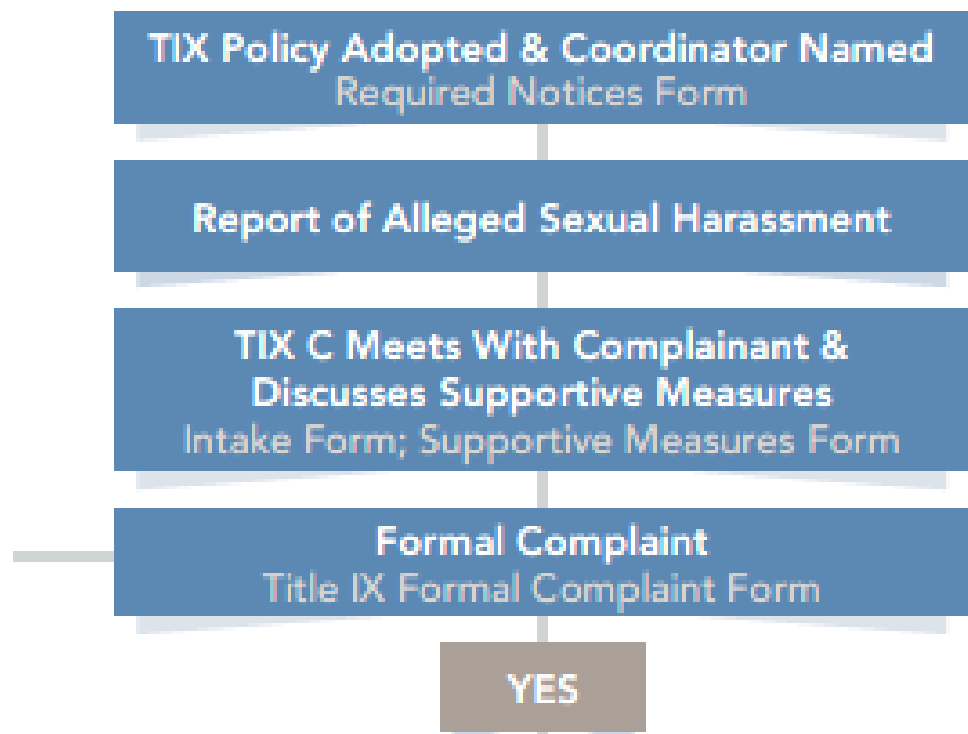 TIX Policy Adopted & Coordinator Named
Required Notices Form
Report of Alleged Sexual Harassment
TIX C Meets With Complainant &
Discusses Supportive Measures
Intake Form; Supportive Measures Form
Formal Complaint
Title IX Formal Complaint Form
YES